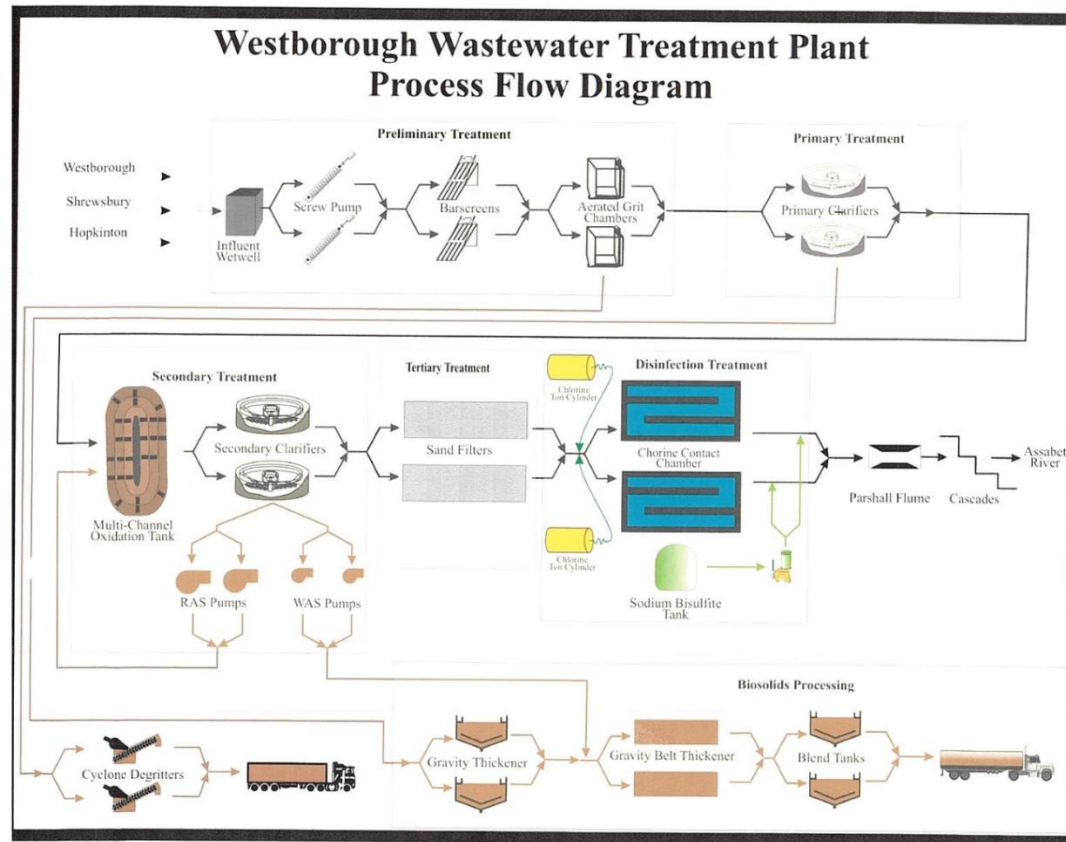 Westborough Wastewater Treatment Plant
Process Flow Diagram
Preliminary Treatment
Primary Treatment
Westborough
Shrewsbury
Hopkinton
Influent
Wetwell
Screw Pump
Barscreens
Aerated Grit
Chambers
Primary Clarifiers
Secondary Treatment
Tertiary Treatment
Disinfection Treatment
Chlorine
Ton Cylinder
Multi-Channel
Oxidation Tank
Secondary Clarifiers
Sand Filters
Chorine Contact
Chamber
Parshall Flume
Cascades
Assabet
River
Chlorine
Ton Cylinder
Sodium Bisulfite
Tank
RAS Pumps
WAS Pumps
Biosolids Processing
Cyclone Degritters
Gravity Thickener
Gravity Belt Thickener
Blend Tanks